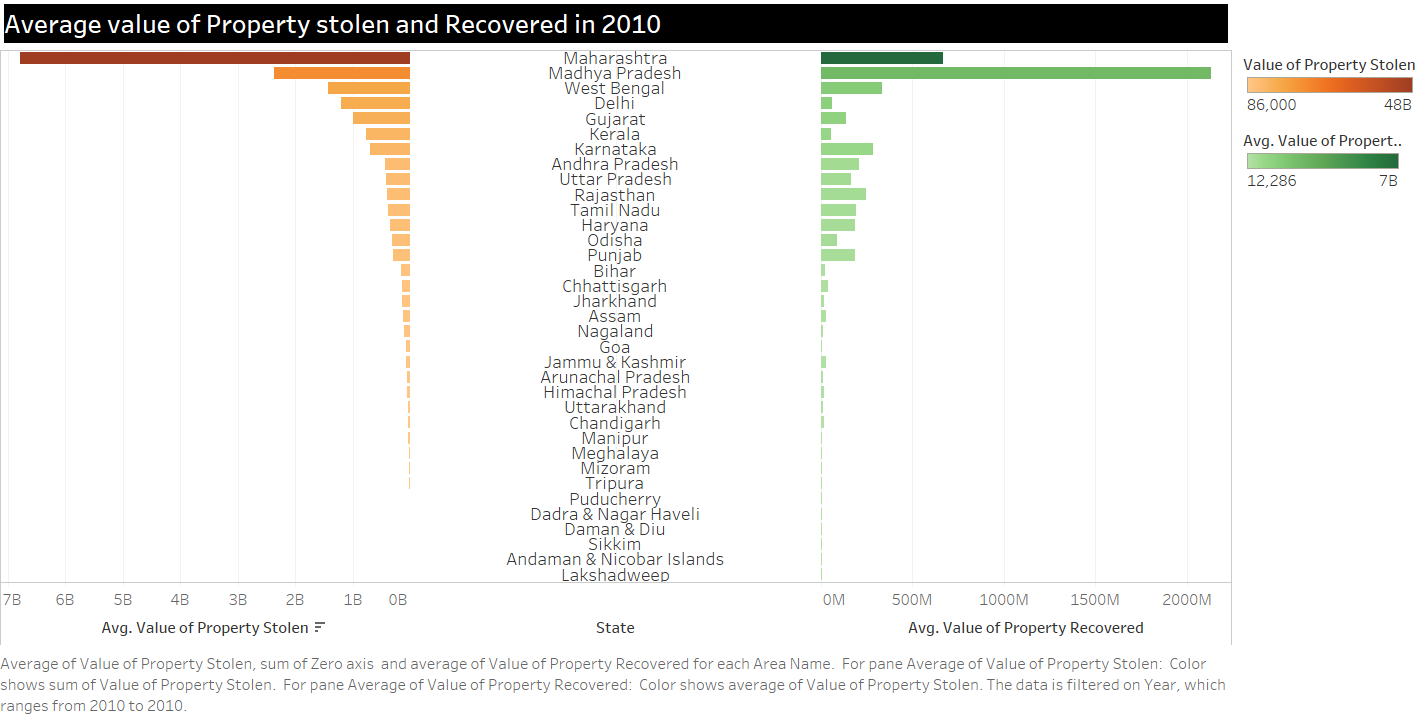 Average value of Property stolen and Recovered in 2010
Maharashtra
Madhya Pradesh
West Bengal
Delhi
Gujarat
Kerala
Karnataka
Andhra Pradesh
Uttar Pradesh
Rajasthan
Tamil Nadu
Haryana
Odisha
Punjab
Bihar
Chhattisgarh
Jharkhand
Assam
Nagaland
Goa
Jammu & Kashmir
Arunachal Pradesh
Himachal Pradesh
Uttarakhand
Chandigarh
Manipur
Meghalaya
Mizoram
Tripura
Puducherry
Dadra & Nagar Haveli
Daman & Diu
Sikkim
Andaman & Nicobar Islands
Lakshadweep
7B 6B 5B 4B 3B 2B 1B 0B
0M 500M 1000M 1500M 2000M
Avg. Value of Property Stolen
State
Avg. Value of Property Recovered
Value of Property Stolen
86,000 48B
Avg. Value of Propert..
12,286 7B
Average of Value of Property Stolen, sum of Zero axis and average of Value of Property Recovered for each Area Name. For pane Average of Value of Property Stolen: Color
shows sum of Value of Property Stolen. For pane Average of Value of Property Recovered: Color shows average of Value of Property Stolen. The data is filtered on Year, which
ranges from 2010 to 2010.